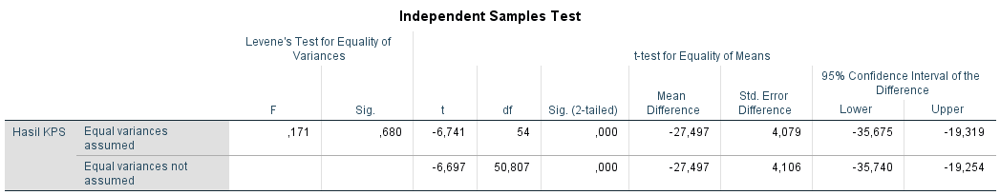 Independent Samples Test
Levene's Test for Equality of
Variances
t-test for Equality of Means
F
Sig.
t
df
Sig. (2-tailed)
Mean
Difference
Std. Error
Difference
95% Confidence Interval of the
Difference
Lower
Upper
Hasil KPS
Equal variances
assumed
,171
,680
-6,741
54
,000
-27,497
4,079
-35,675
-19,319
Equal variances not
assumed
-6,697
50,807
,000
-27,497
4,106
-35,740
-19,254